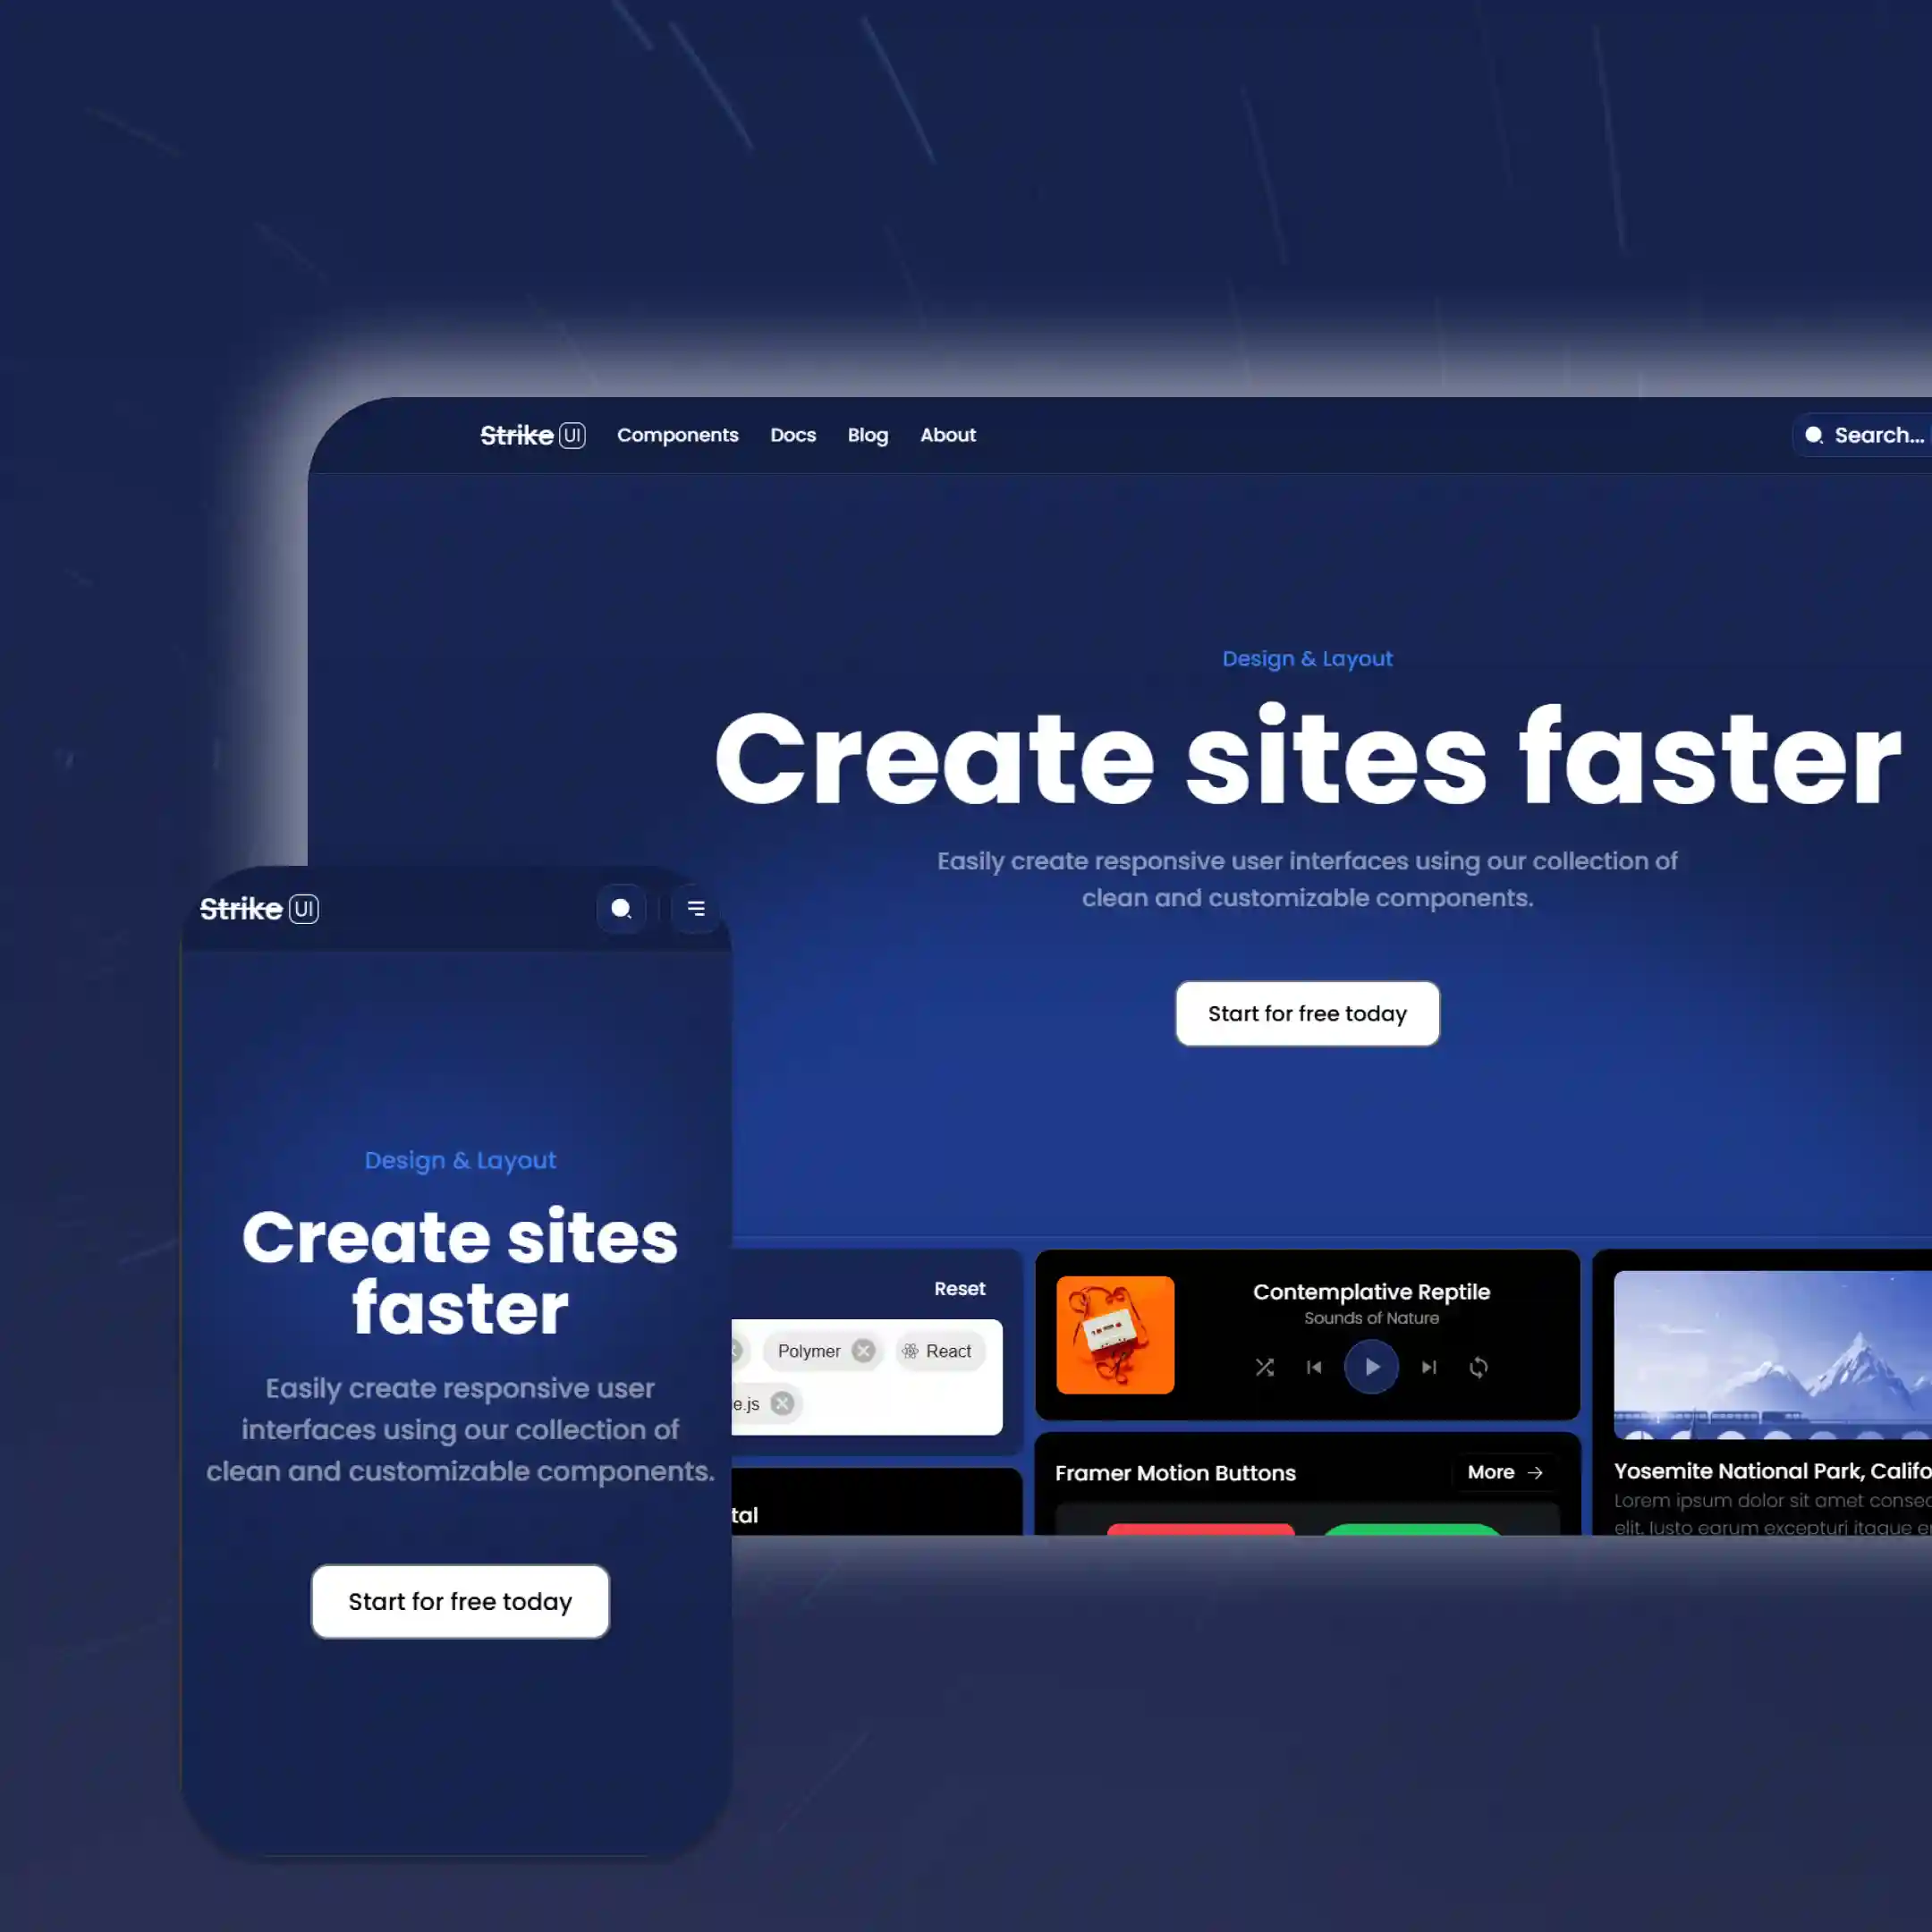 Strike UI Components Docs Blog About Search...
Design & Layout
Create sites faster
Easily create responsive user interfaces using our collection of
clean and customizable components.
Start for free today
Reset
Polymer React
e.js
tal
Contemplative Reptile
Sounds of Nature
Framer Motion Buttons More →
Yosemite National Park, Califo
Lorem ipsum dolor sit amet consec
elit. Iusto earum excepturi itaque e
Strike UI
Design & Layout
Create sites
faster
Easily create responsive user
interfaces using our collection of
clean and customizable components.
Start for free today